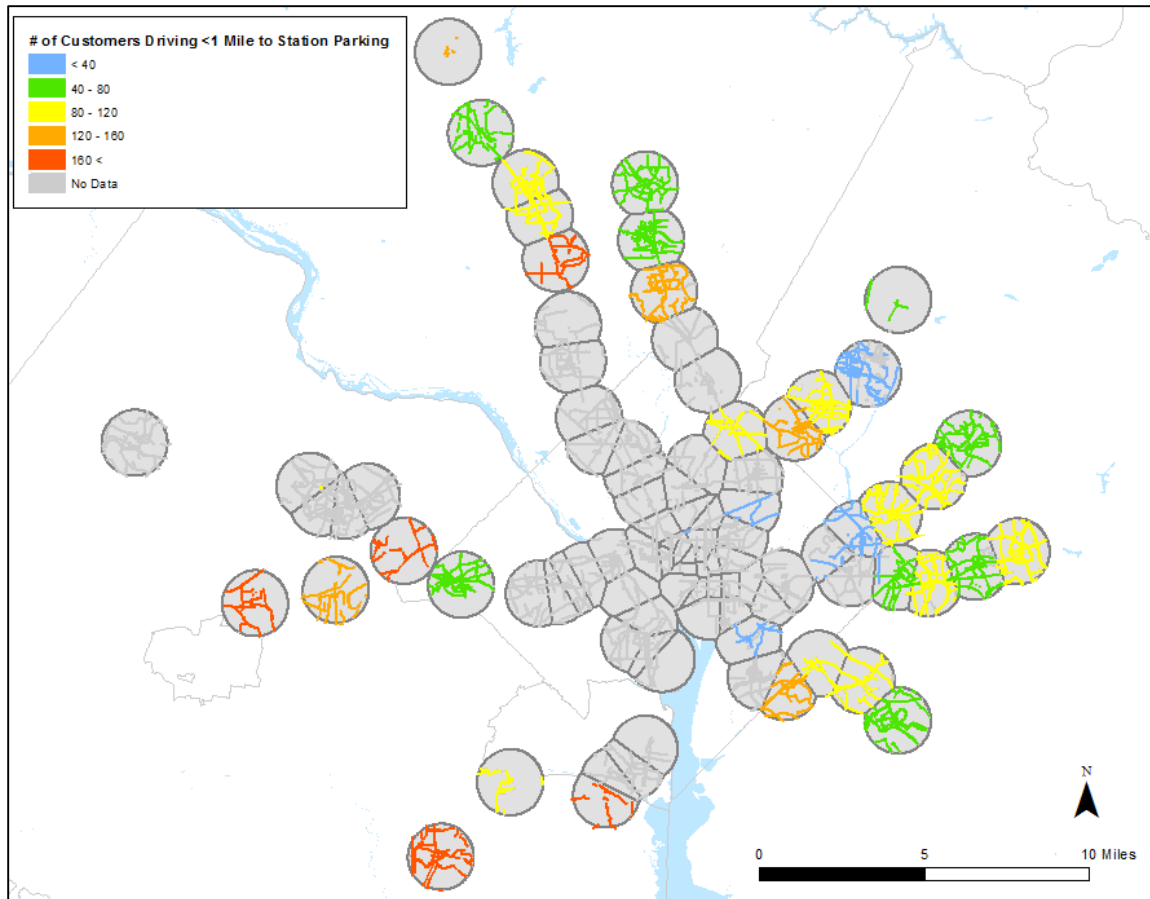 # of Customers Driving <1 Mile to Station Parking
< 40
40 - 80
80 - 120
120 - 160
160 <
No Data
N
0 5 10 Miles